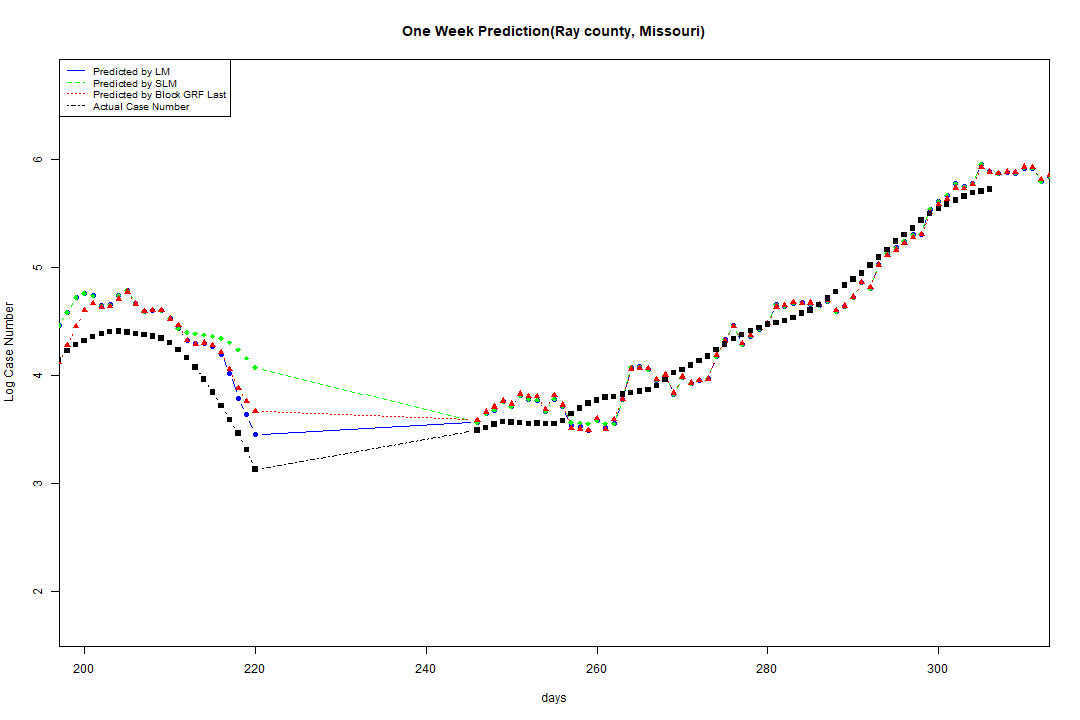 One Week Prediction(Ray county, Missouri)
Predicted by LM
Predicted by SLM
Predicted by Block GRF Last
Actual Case Number
Log Case Number
6
5
4
3
2
200 220 240 260 280 300
days